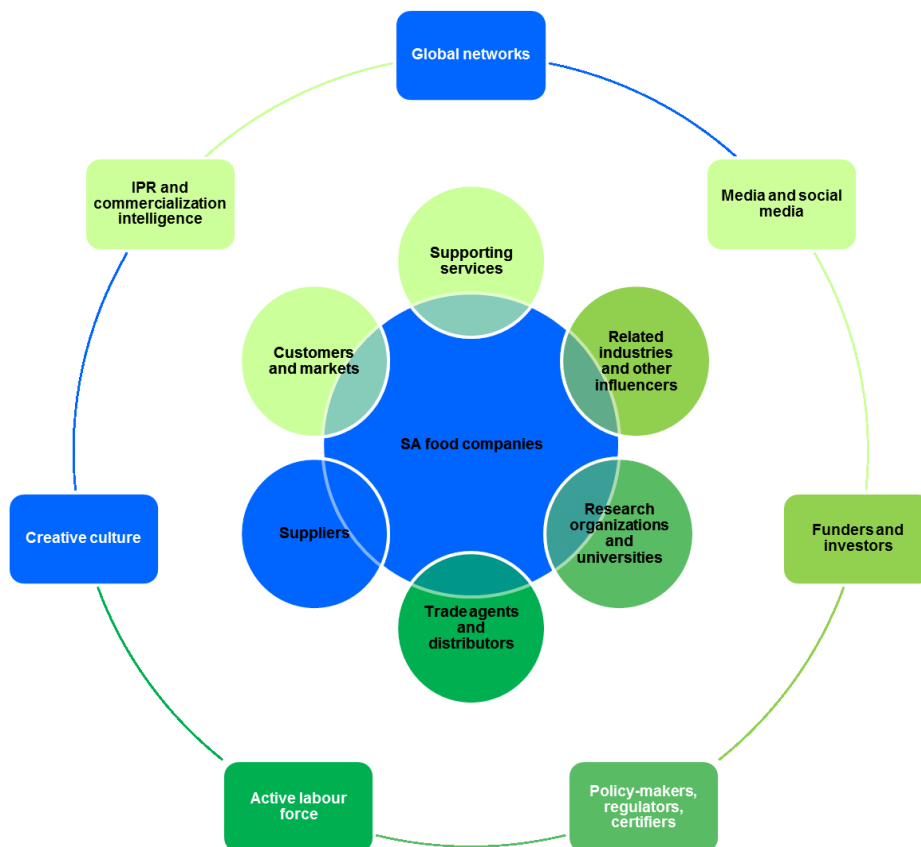 Global networks
IPR and
commercialization
intelligence
Media and social
media
Supporting
services
Customers
and markets
Related
industries
and other
influencers
SA food companies
Suppliers
Research
organizations
and
universities
Creative culture
Funders and
investors
Trade agents
and
distributors
Active labour
force
Policy-makers,
regulators,
certifiers